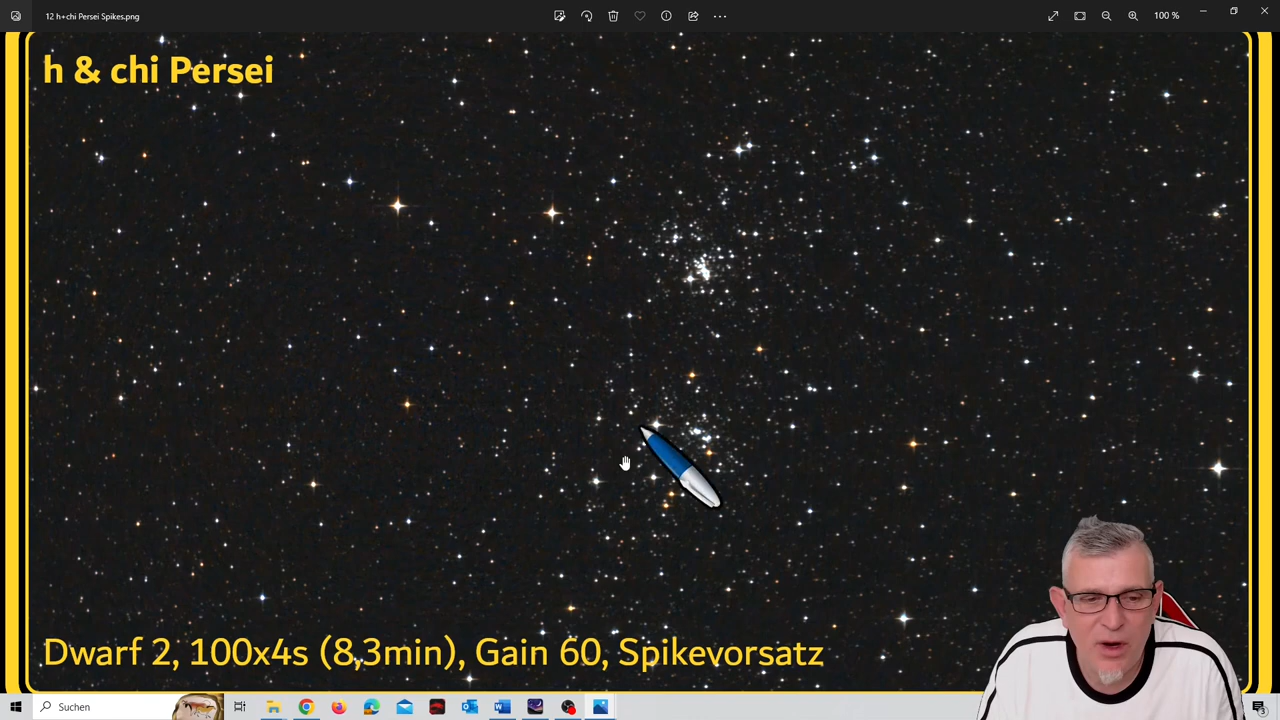 12 h+chi Persei Spikes.png
100 %
h & chi Persei
Dwarf 2, 100x4s (8,3min), Gain 60, Spikevorsatz
Suchen